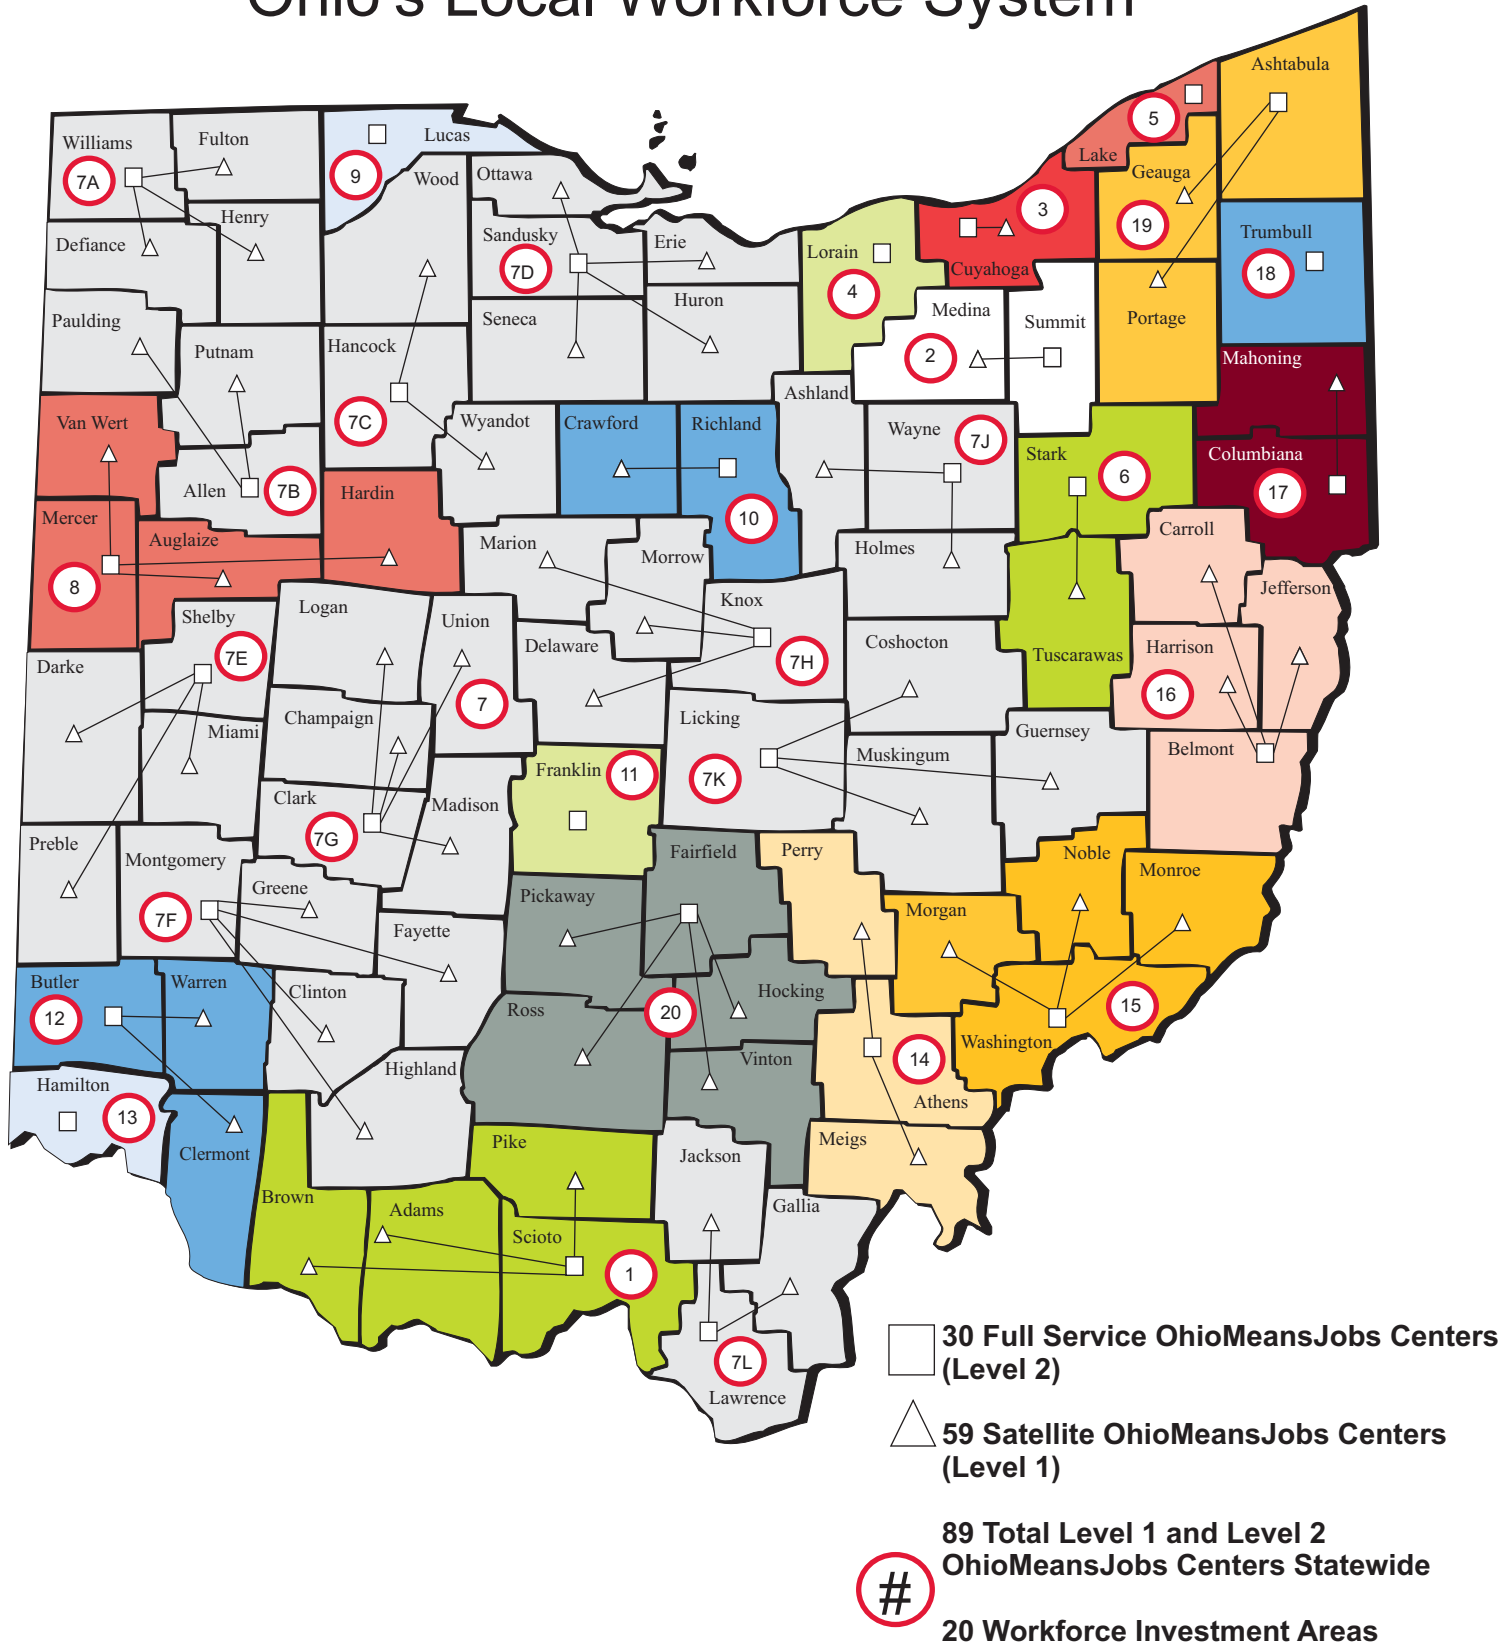 Ohio's Local Workforce System
Ashtabula
5
Lake
Geauga
19
Williams
7A
Fulton
9
Lucas
Wood
Ottawa
Henry
Defiance
Sandusky
7D
Erie
Lorain
4
3
Cuyahoga
Trumbull
18
Paulding
Putnam
Hancock
7C
Seneca
Huron
Medina
2
Summit
Portage
Mahoning
Van Wert
Allen
7B
Wyandot
Crawford
Richland
10
Ashland
Wayne
7J
Stark
6
Columbiana
17
Mercer
8
Auglaize
Hardin
Marion
Morrow
Holmes
Carroll
Jefferson
Shelby
7E
Logan
Union
7
Delaware
Knox
7H
Coshocton
Tuscarawas
Harrison
16
Darke
Miami
Champaign
Licking
7K
Muskingum
Guernsey
Belmont
Clark
7G
Madison
Franklin
11
Preble
Montgomery
7F
Greene
Fayette
Pickaway
Fairfield
Perry
Morgan
Noble
Monroe
Butler
12
Warren
Clinton
Ross
20
Hocking
Washington
15
Hamilton
13
Highland
Vinton
14
Athens
Clermont
Brown
Adams
Pike
Scioto
1
Jackson
Gallia
Meigs
7L
Lawrence
30 Full Service OhioMeansJobs Centers
(Level 2)
59 Satellite OhioMeansJobs Centers
(Level 1)
89 Total Level 1 and Level 2
OhioMeansJobs Centers Statewide
#
20 Workforce Investment Areas